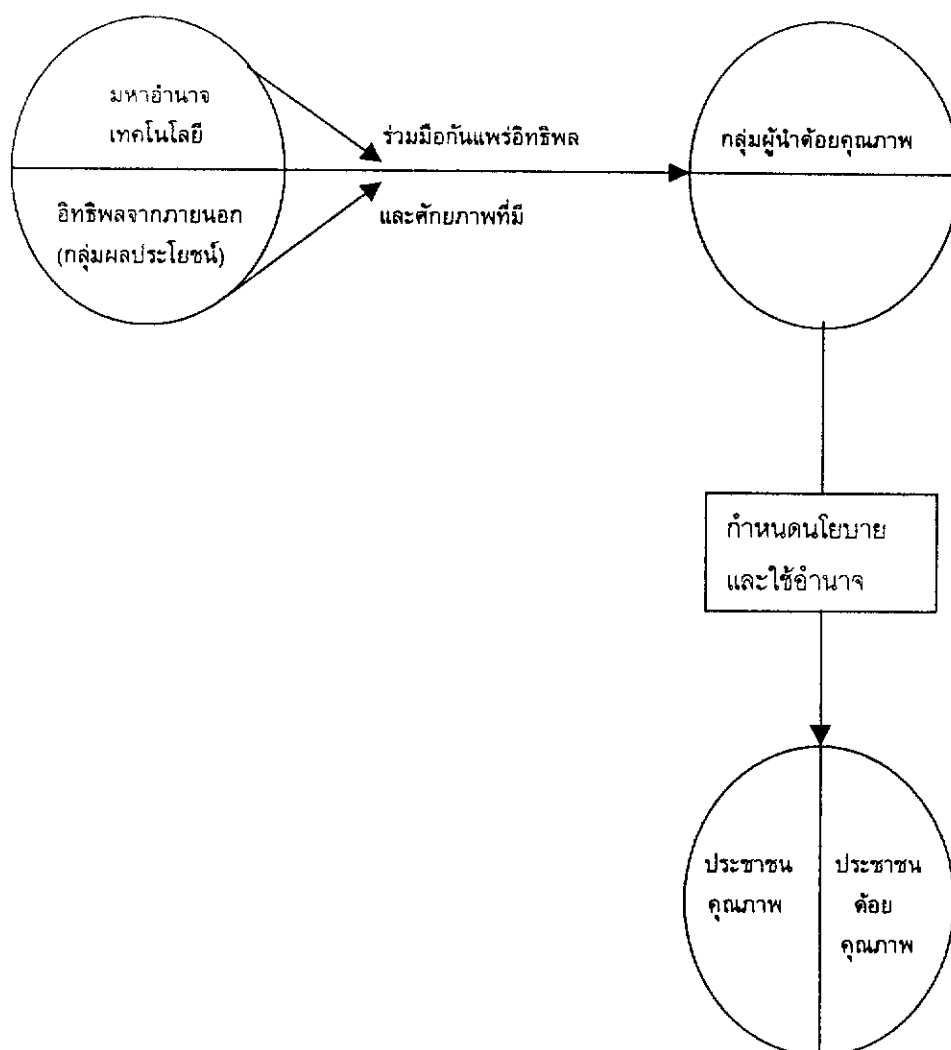 มหาอำนาจ
เทคโนโลยี
อิทธิพลจากภายนอก
(กลุ่มผลประโยชน์)
ร่วมมือกันแพร่อิทธิพล
และศักยภาพที่มี
กลุ่มผู้นำด้อยคุณภาพ
กำหนดนโยบาย
และใช้อำนาจ
ประชาชน
คุณภาพ
ประชาชน
ด้อย
คุณภาพ